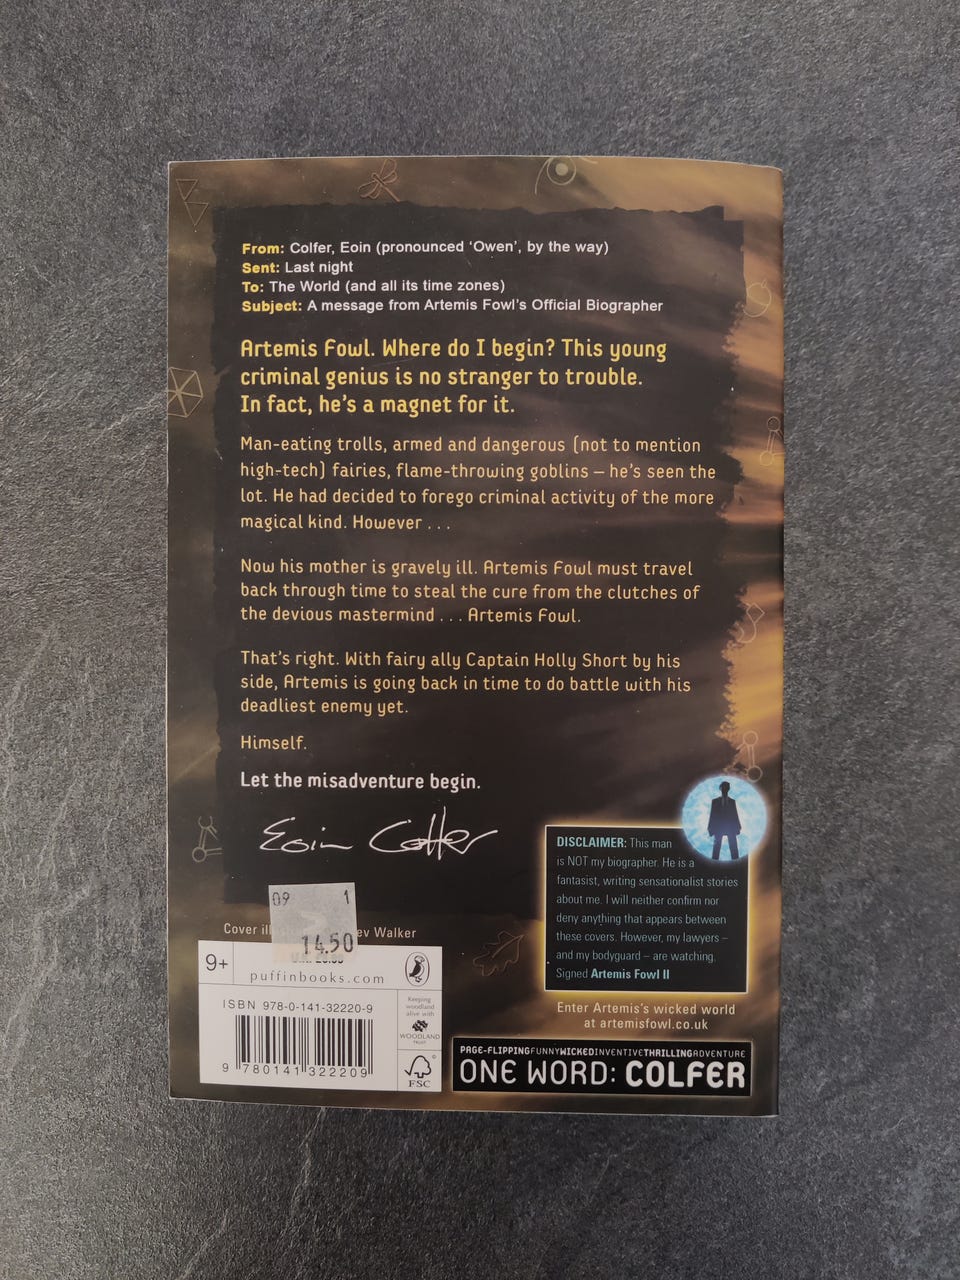 From: Colfer, Eoin (pronounced ‘Owen’, by the way)
Sent: Last night
To: The World (and all its time zones)
Subject: A message from Artemis Fowl’s Official Biographer
Artemis Fowl. Where do I begin? This young
criminal genius is no stranger to trouble.
In fact, he’s a magnet for it.
Man-eating trolls, armed and dangerous (not to mention
high-tech) fairies, flame-throwing goblins – he’s seen the
lot. He had decided to forego criminal activity of the more
magical kind. However . . .
Now his mother is gravely ill. Artemis Fowl must travel
back through time to steal the cure from the clutches of
the devious mastermind . . . Artemis Fowl.
That’s right. With fairy ally Captain Holly Short by his
side, Artemis is going back in time to do battle with his
deadliest enemy yet.
Himself.
Let the misadventure begin.
Eoin Colfer
DISCLAIMER: This man
is NOT my biographer. He is a
fantasist, writing sensationalist stories
about me. I will neither confirm nor
deny anything that appears between
these covers. However, my lawyers –
and my bodyguard – are watching.
Signed Artemis Fowl II
Enter Artemis’s wicked world
at artemisfowl.co.uk
09 1
14.50
Cover Walker
9+
puffinbooks.com
ISBN 978-0-141-32220-9
9 780141 322209
Keeping
woodland
alive with
WOODLAND
TRUST
FSC
PAGE-FLIPPINGFUNNYWICKEDINVENTIVETHRILLINGADVENTURE
ONE WORD: COLFER